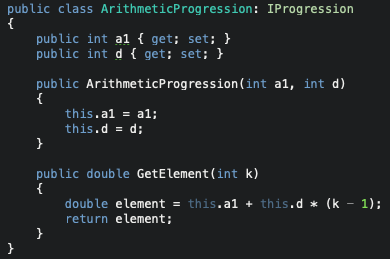 public class ArithmeticProgression: IProgression
{
    public int a1 { get; set; }
    public int d { get; set; }

    public ArithmeticProgression(int a1, int d)
    {
        this.a1 = a1;
        this.d = d;
    }

    public double GetElement(int k)
    {
        double element = this.a1 + this.d * (k - 1);
        return element;
    }
}